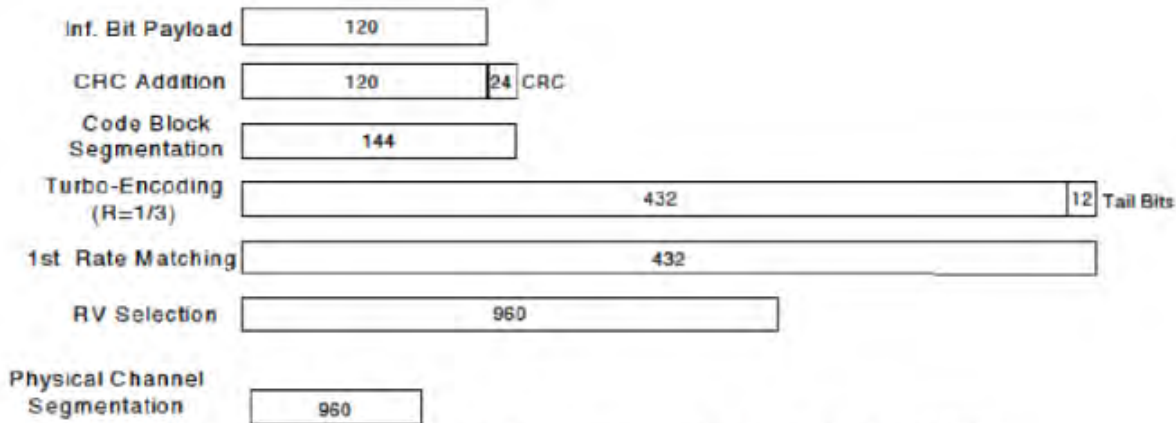 Inf. Bit Payload 120
CRC Addition 120 24 CRC
Code Block
Segmentation 144
Turbo-Encoding
(R=1/3) 432 12 Tail Bits
1st Rate Matching 432
RV Selection 960
Physical Channel
Segmentation 960